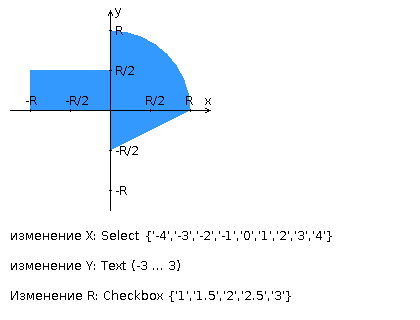 y
R
R/2
-R
-R/2
R/2
R
x
-R/2
-R
изменение X: Select {'-4','-3','-2','-1','0','1','2','3','4'}
изменение Y: Text (-3 ... 3)
Изменение R: Checkbox {'1','1.5','2','2.5','3'}